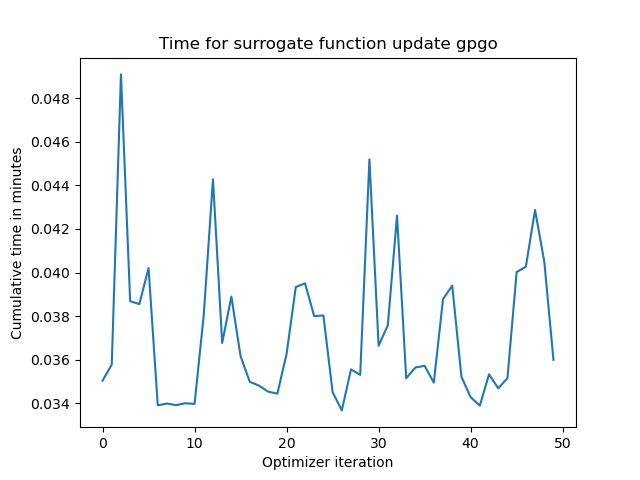 Time for surrogate function update gpgo
Cumulative time in minutes
0.048
0.046
0.044
0.042
0.040
0.038
0.036
0.034
0 10 20 30 40 50
Optimizer iteration